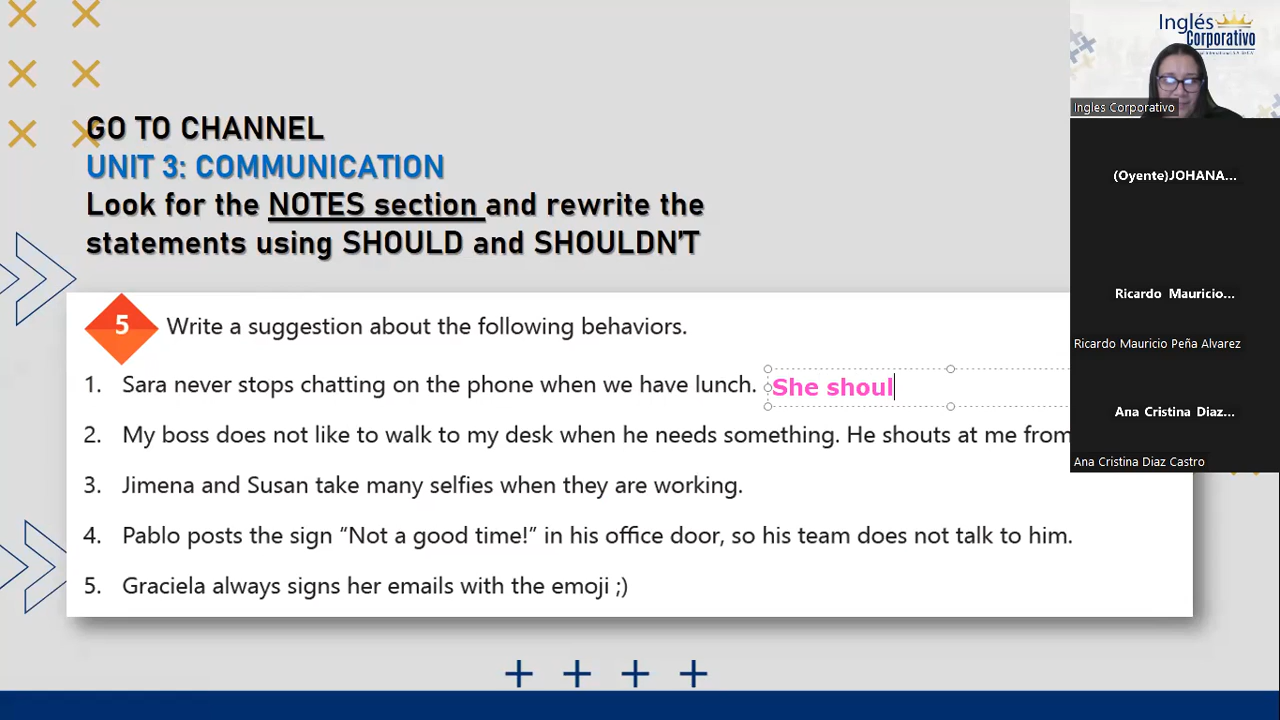 GO TO CHANNEL
UNIT 3: COMMUNICATION
Look for the NOTES section and rewrite the
statements using SHOULD and SHOULDN'T
5 Write a suggestion about the following behaviors.
1. Sara never stops chatting on the phone when we have lunch. She shoul
2. My boss does not like to walk to my desk when he needs something. He shouts at me from
3. Jimena and Susan take many selfies when they are working.
4. Pablo posts the sign “Not a good time!” in his office door, so his team does not talk to him.
5. Graciela always signs her emails with the emoji ;)
Inglés
Corporativo
Ingles Corporativo
(Oyente)JOHANA...
Ricardo Mauricio...
Ricardo Mauricio Peña Alvarez
Ana Cristina Diaz...
Ana Cristina Diaz Castro